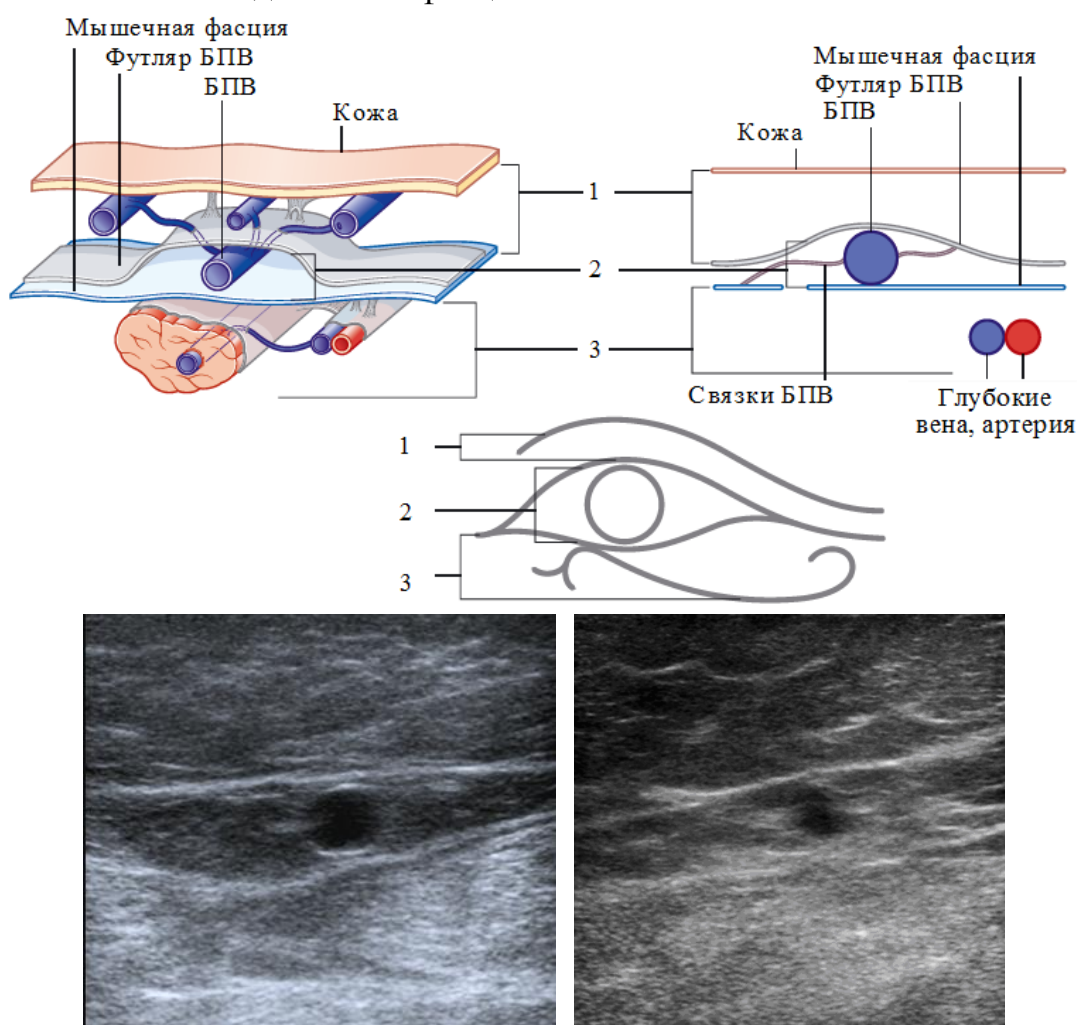 Мышечная фасция
Футляр БПВ
БПВ
Кожа
Мышечная фасция
Футляр БПВ
БПВ
Кожа
1
2
3
Связки БПВ
Глубокие
вена, артерия
1
2
3